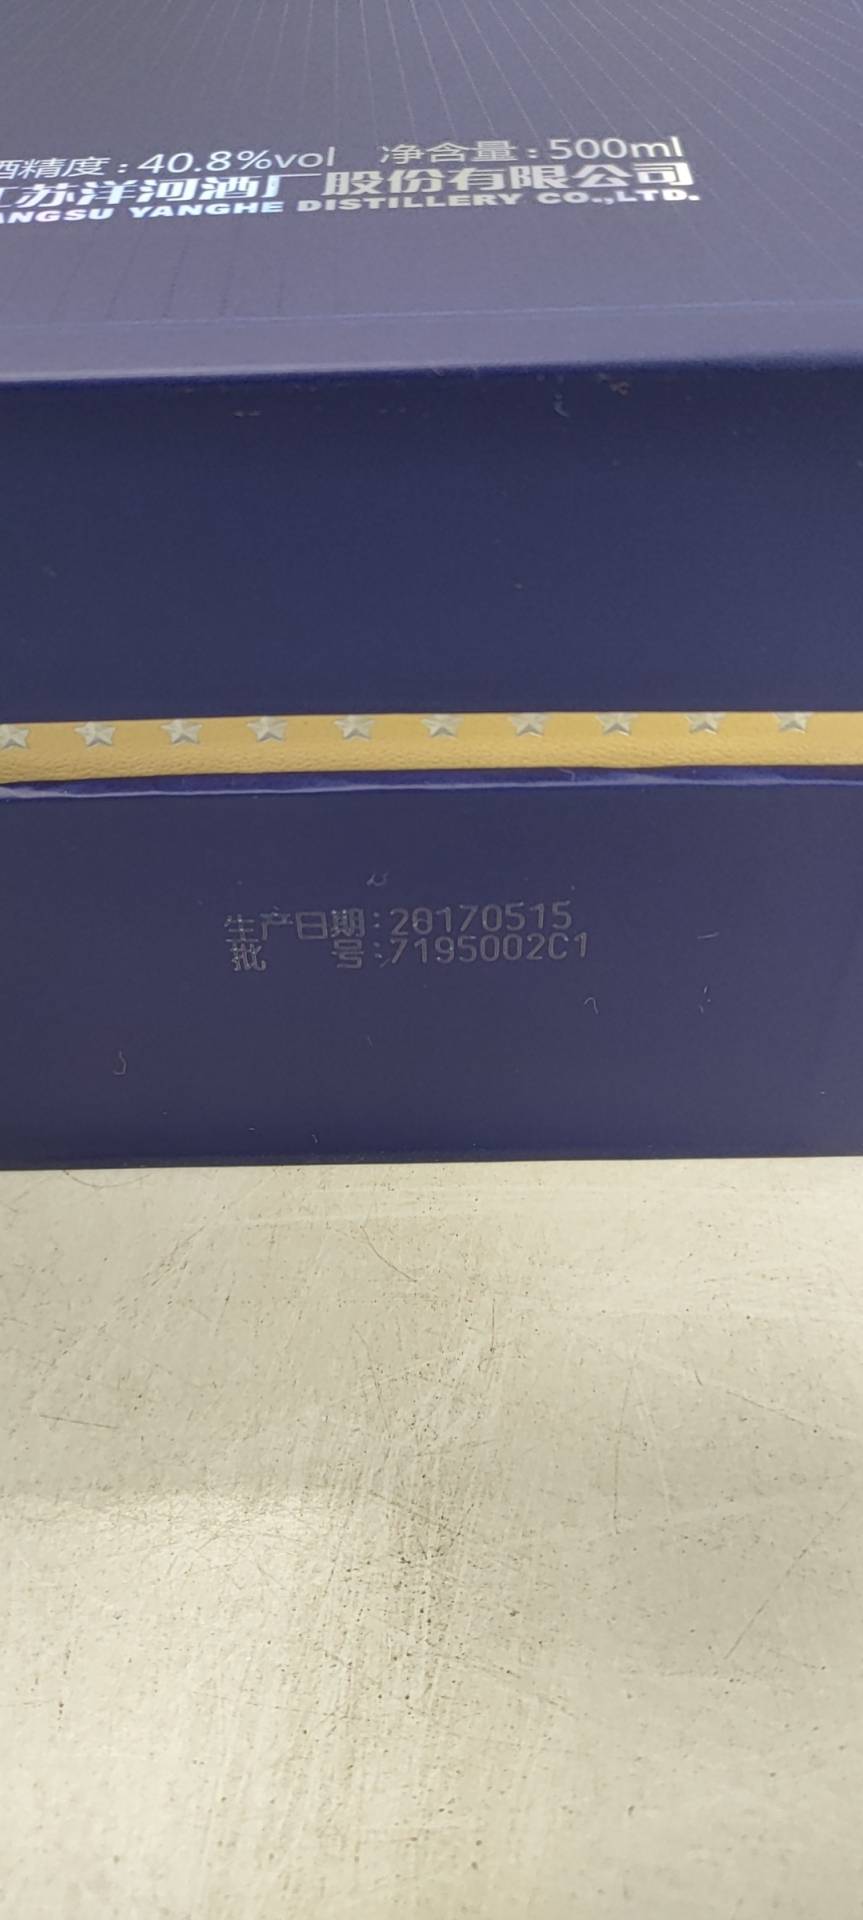 酒精度:40.8%vol 净含量:500ml
江苏洋河酒厂股份有限公司
JIANGSU YANGHE DISTILLERY CO.,LTD.
生产日期:20170515
批 号:7195002C1